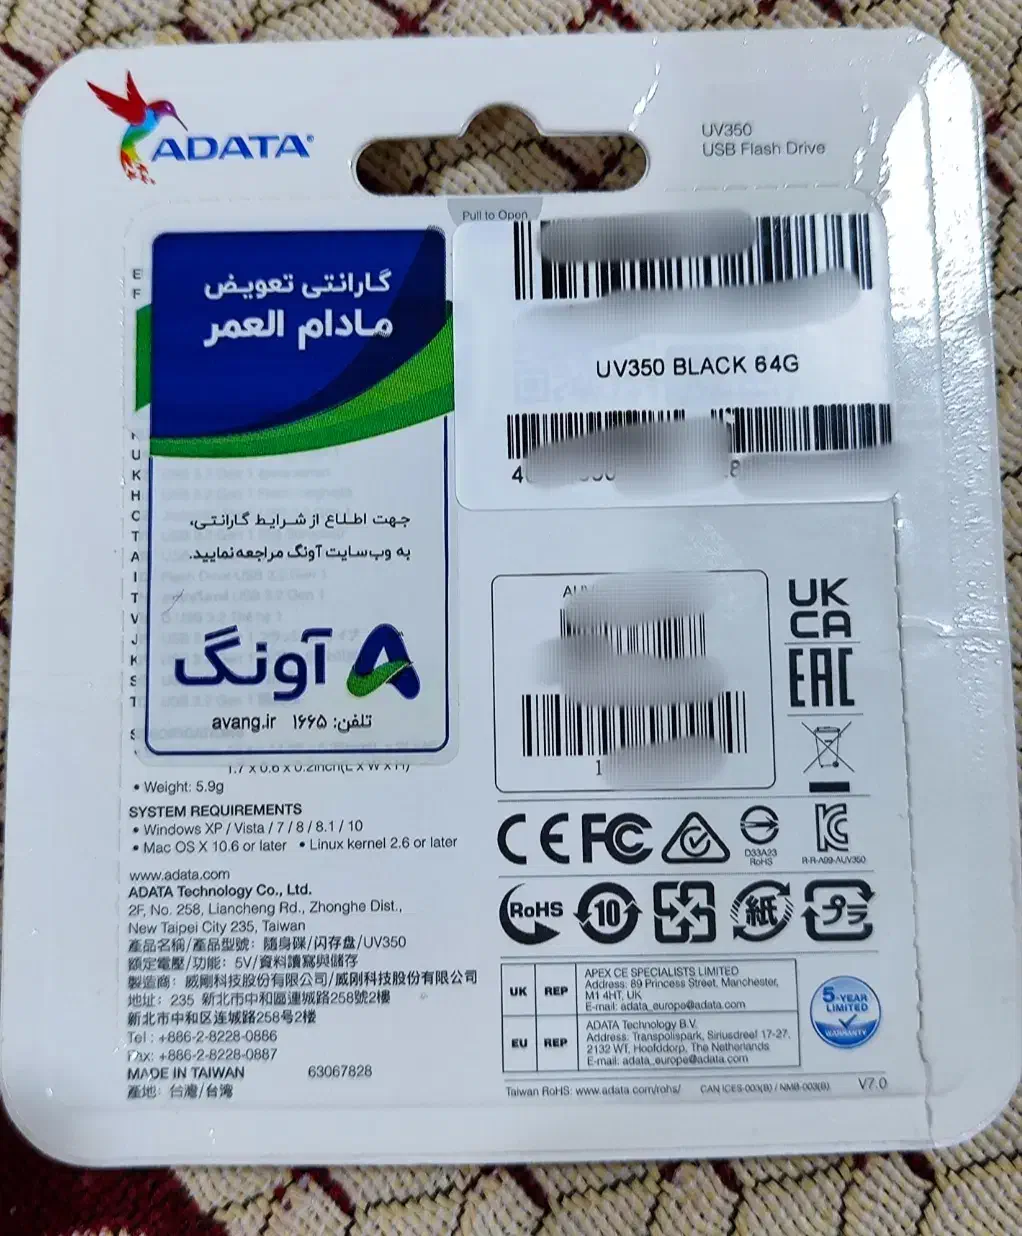 ADATA®
UV350
USB Flash Drive
Pull to Open
گارانتی تعویض
مادام العمر
جهت اطلاع از شرایط گارانتی،
به وب‌سایت آونگ مراجعه نمایید.
آونگ
تلفن: ۱۶۶۵ avang.ir
UV350 BLACK 64G
E
F
U
K
H
C
T
A
I
T
V
J
K
S
T
1.7 x 0.6 x 0.2inch(L x W x H)
• Weight: 5.9g
SYSTEM REQUIREMENTS
• Windows XP / Vista / 7 / 8 / 8.1 / 10
• Mac OS X 10.6 or later • Linux kernel 2.6 or later
www.adata.com
ADATA Technology Co., Ltd.
2F, No. 258, Liancheng Rd., Zhonghe Dist.,
New Taipei City 235, Taiwan
產品名稱/產品型號：隨身碟/闪存盘/UV350
額定電壓/功能：5V/資料讀寫與儲存
製造商：威剛科技股份有限公司/威刚科技股份有限公司
地址：235 新北市中和區連城路258號2樓
新北市中和区连城路258号2楼
Tel : +886-2-8228-0886
Fax: +886-2-8228-0887
MADE IN TAIWAN 63067828
產地：台灣/台湾
UK
CA
EAC
CE FC
D33A23
RoHS
R-R-A99-AUV350
RoHS
10
紙
プラ
UK REP
APEX CE SPECIALISTS LIMITED
Address: 89 Princess Street, Manchester,
M1 4HT, UK
E-mail: adata_europe@adata.com
EU REP
ADATA Technology B.V.
Address: Transpolispark, Siriusdreef 17-27,
2132 WT, Hoofddorp, The Netherlands
E-mail: adata_europe@adata.com
5-YEAR
LIMITED
WARRANTY
Taiwan RoHS: www.adata.com/rohs/ CAN ICES-003(B) / NMB-003(B) V7.0